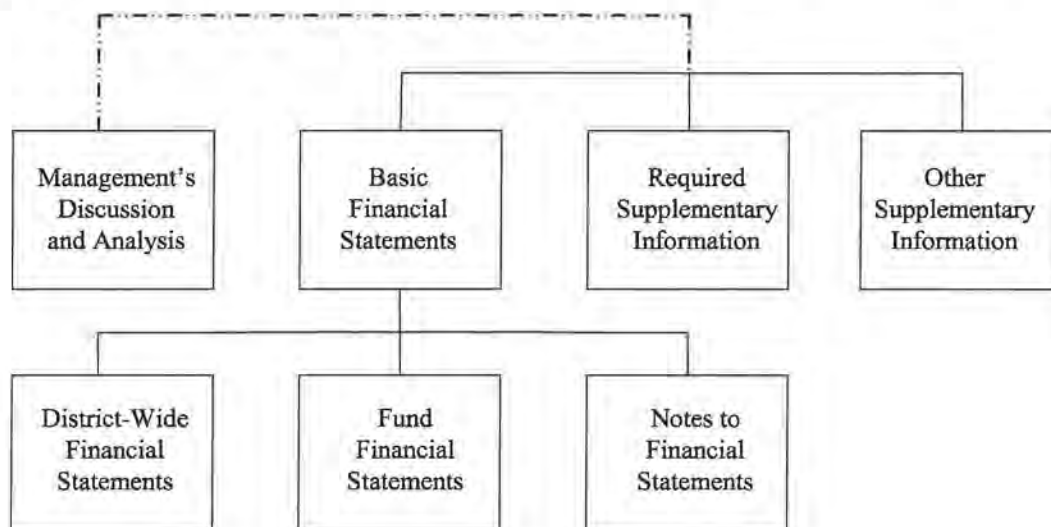 Management’s
Discussion
and Analysis
Basic
Financial
Statements
Required
Supplementary
Information
Other
Supplementary
Information
District-Wide
Financial
Statements
Fund
Financial
Statements
Notes to
Financial
Statements